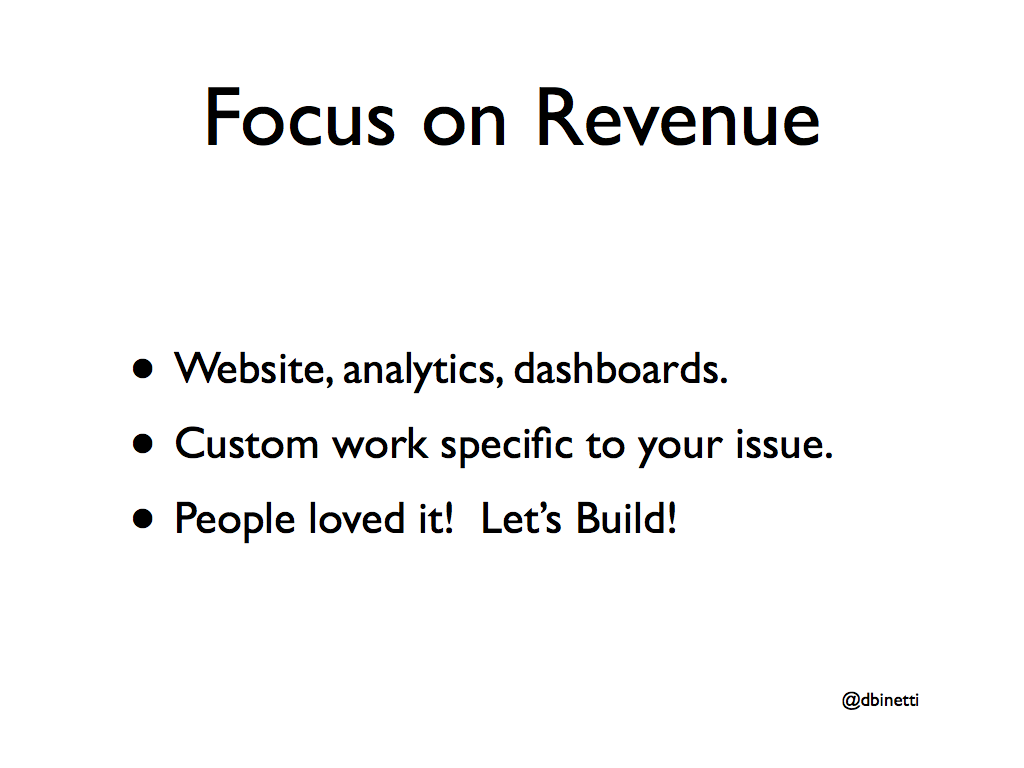 Focus on Revenue
• Website, analytics, dashboards.
• Custom work specific to your issue.
• People loved it!  Let’s Build!
@dbinetti